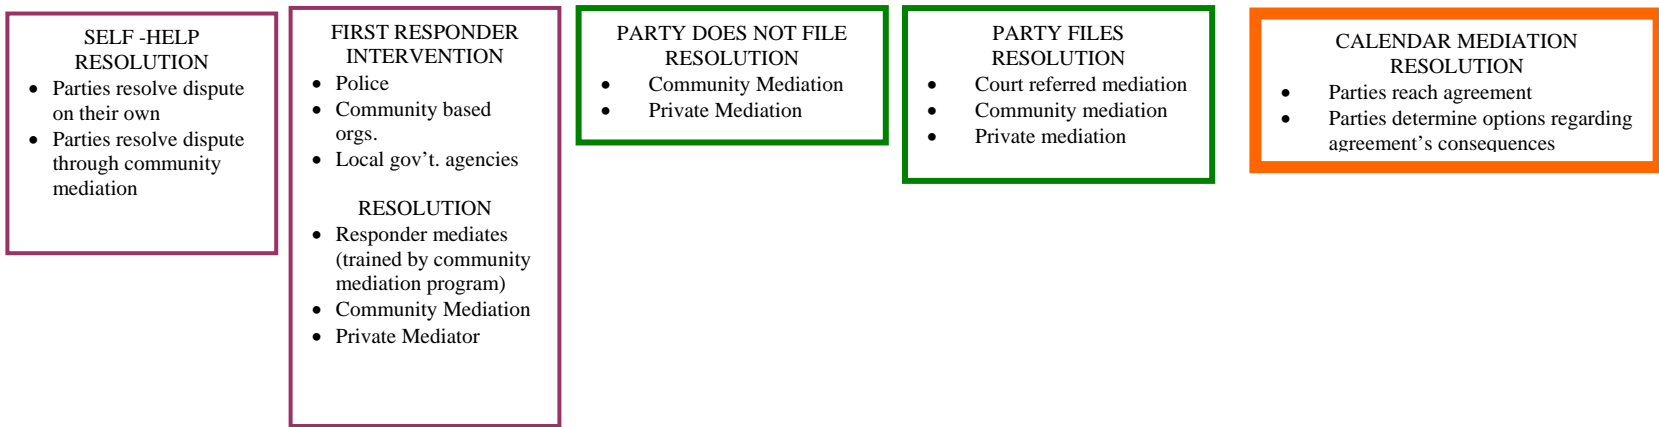 SELF -HELP
RESOLUTION
• Parties resolve dispute
on their own
• Parties resolve dispute
through community
mediation
FIRST RESPONDER
INTERVENTION
• Police
• Community based
orgs.
• Local gov’t. agencies
RESOLUTION
• Responder mediates
(trained by community
mediation program)
• Community Mediation
• Private Mediator
PARTY DOES NOT FILE
RESOLUTION
• Community Mediation
• Private Mediation
PARTY FILES
RESOLUTION
• Court referred mediation
• Community mediation
• Private mediation
CALENDAR MEDIATION
RESOLUTION
• Parties reach agreement
• Parties determine options regarding
agreement’s consequences